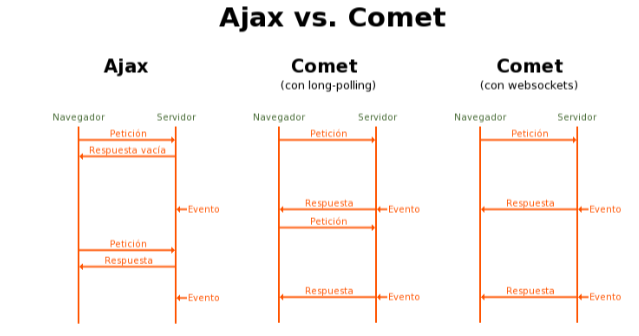 Ajax vs. Comet
Ajax
Navegador Servidor
Petición
Respuesta vacía
Evento
Petición
Respuesta
Evento
Comet
(con long-polling)
Navegador Servidor
Petición
Respuesta
Evento
Petición
Respuesta
Evento
Comet
(con websockets)
Navegador Servidor
Petición
Respuesta
Evento
Respuesta
Evento